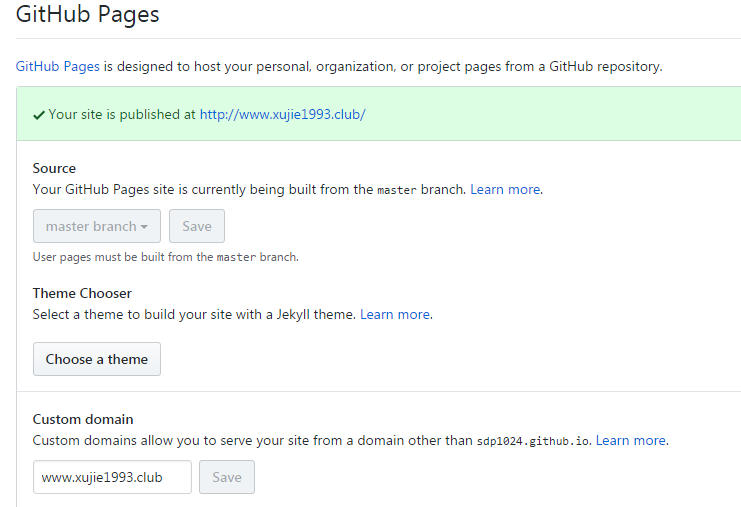 GitHub Pages
GitHub Pages is designed to host your personal, organization, or project pages from a GitHub repository.
Your site is published at http://www.xujie1993.club/
Source
Your GitHub Pages site is currently being built from the master branch. Learn more.
master branch
Save
User pages must be built from the master branch.
Theme Chooser
Select a theme to build your site with a Jekyll theme. Learn more.
Choose a theme
Custom domain
Custom domains allow you to serve your site from a domain other than sdp1024.github.io. Learn more.
www.xujie1993.club
Save